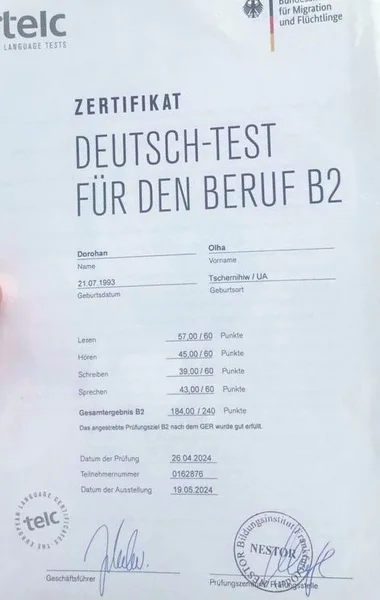 telc
LANGUAGE TESTS
für Migration
und Flüchtlinge
ZERTIFIKAT
DEUTSCH-TEST
FÜR DEN BERUF B2
Dorohan Olha
Name Vorname
21.07.1993 Tschernihiw / UA
Geburtsdatum Geburtsort
Lesen 57,00 / 60 Punkte
Hören 45,00 / 60 Punkte
Schreiben 39,00 / 60 Punkte
Sprechen 43,00 / 60 Punkte
Gesamtergebnis B2 184,00 / 240 Punkte
Das angestrebte Prüfungsziel B2 nach dem GER wurde gut erfüllt.
Datum der Prüfung 26.04.2024
Teilnehmernummer 0162876
Datum der Ausstellung 19.05.2024
telc
NESTOR
Geschäftsführer